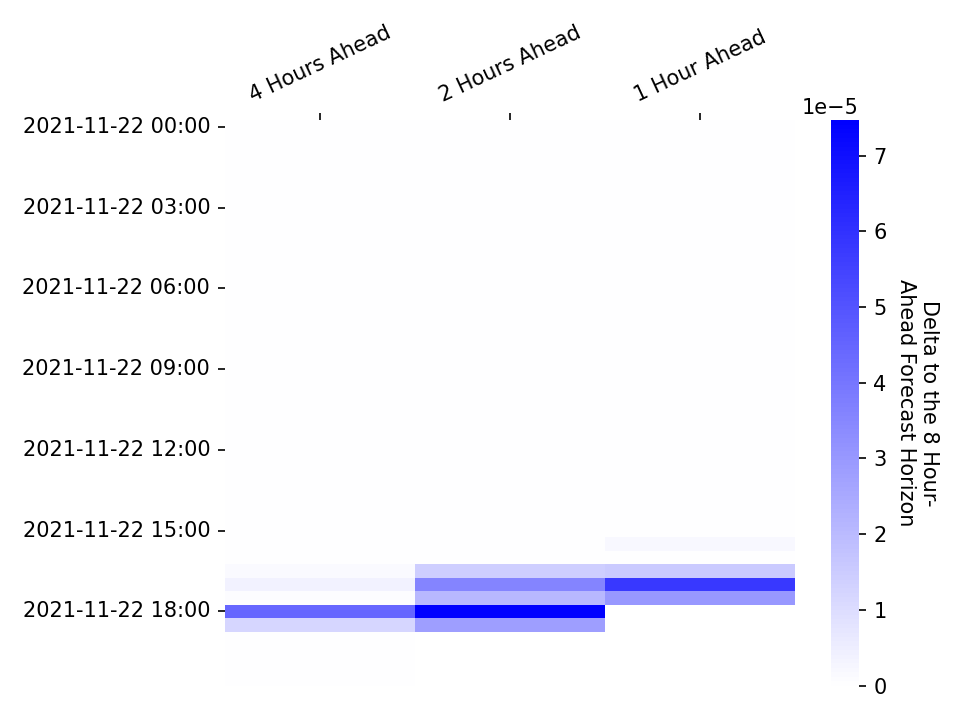 4 Hours Ahead
2 Hours Ahead
1 Hour Ahead
1e−5
2021-11-22 00:00
2021-11-22 03:00
2021-11-22 06:00
2021-11-22 09:00
2021-11-22 12:00
2021-11-22 15:00
2021-11-22 18:00
7
6
5
4
3
2
1
0
Delta to the 8 Hour-
Ahead Forecast Horizon